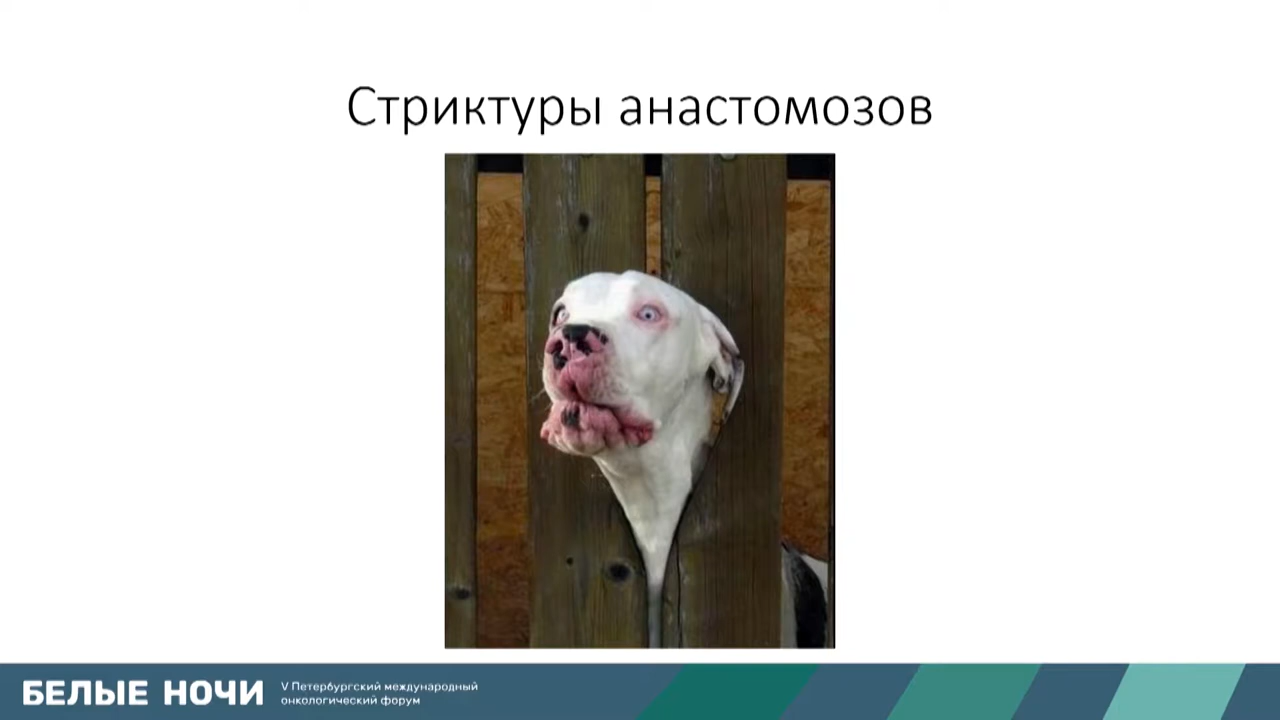 Стриктуры анастомозов
БЕЛЫЕ НОЧИ
V Петербургский международный
онкологический форум